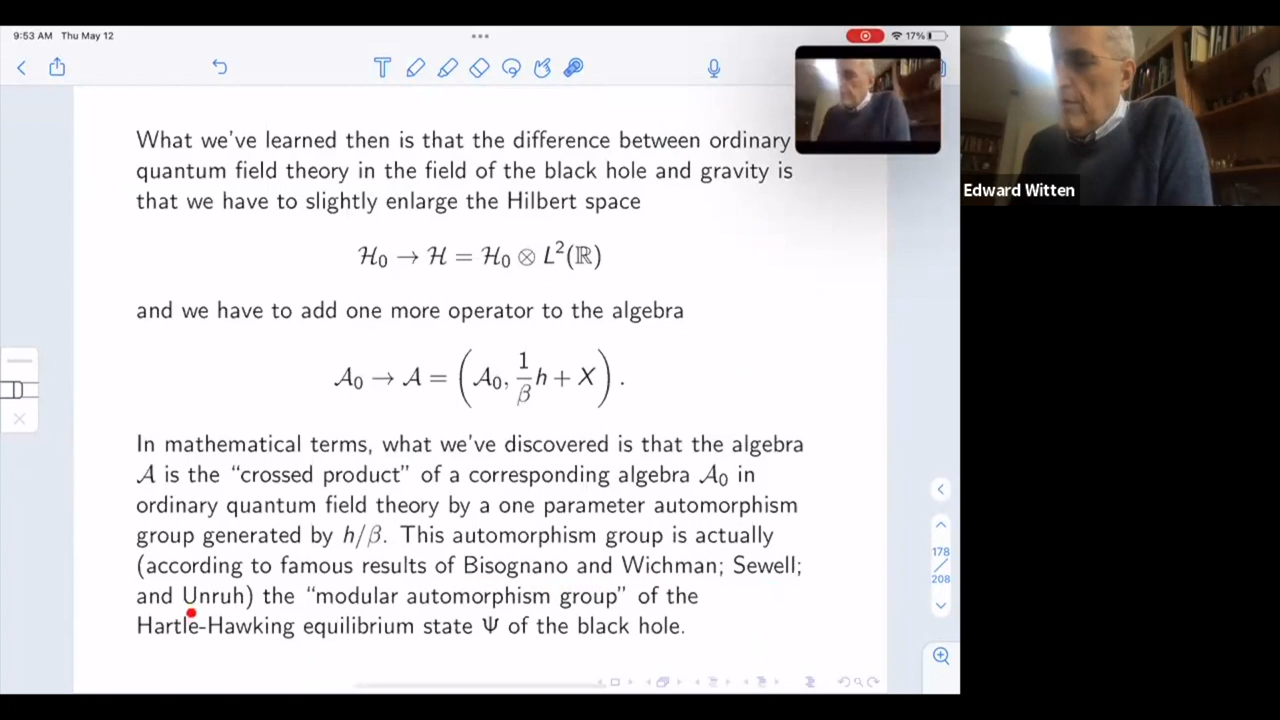 9:53 AM Thu May 12
17%
What we've learned then is that the difference between ordinary
quantum field theory in the field of the black hole and gravity is
that we have to slightly enlarge the Hilbert space
ℋ₀ → ℋ = ℋ₀ ⊗ L²(ℝ)
and we have to add one more operator to the algebra
𝒜₀ → 𝒜 = (𝒜₀, 1/β h + X).
In mathematical terms, what we've discovered is that the algebra
𝒜 is the “crossed product” of a corresponding algebra 𝒜₀ in
ordinary quantum field theory by a one parameter automorphism
group generated by h/β. This automorphism group is actually
(according to famous results of Bisognano and Wichman; Sewell;
and Unruh) the “modular automorphism group” of the
Hartle-Hawking equilibrium state Ψ of the black hole.
178
/
208
Edward Witten